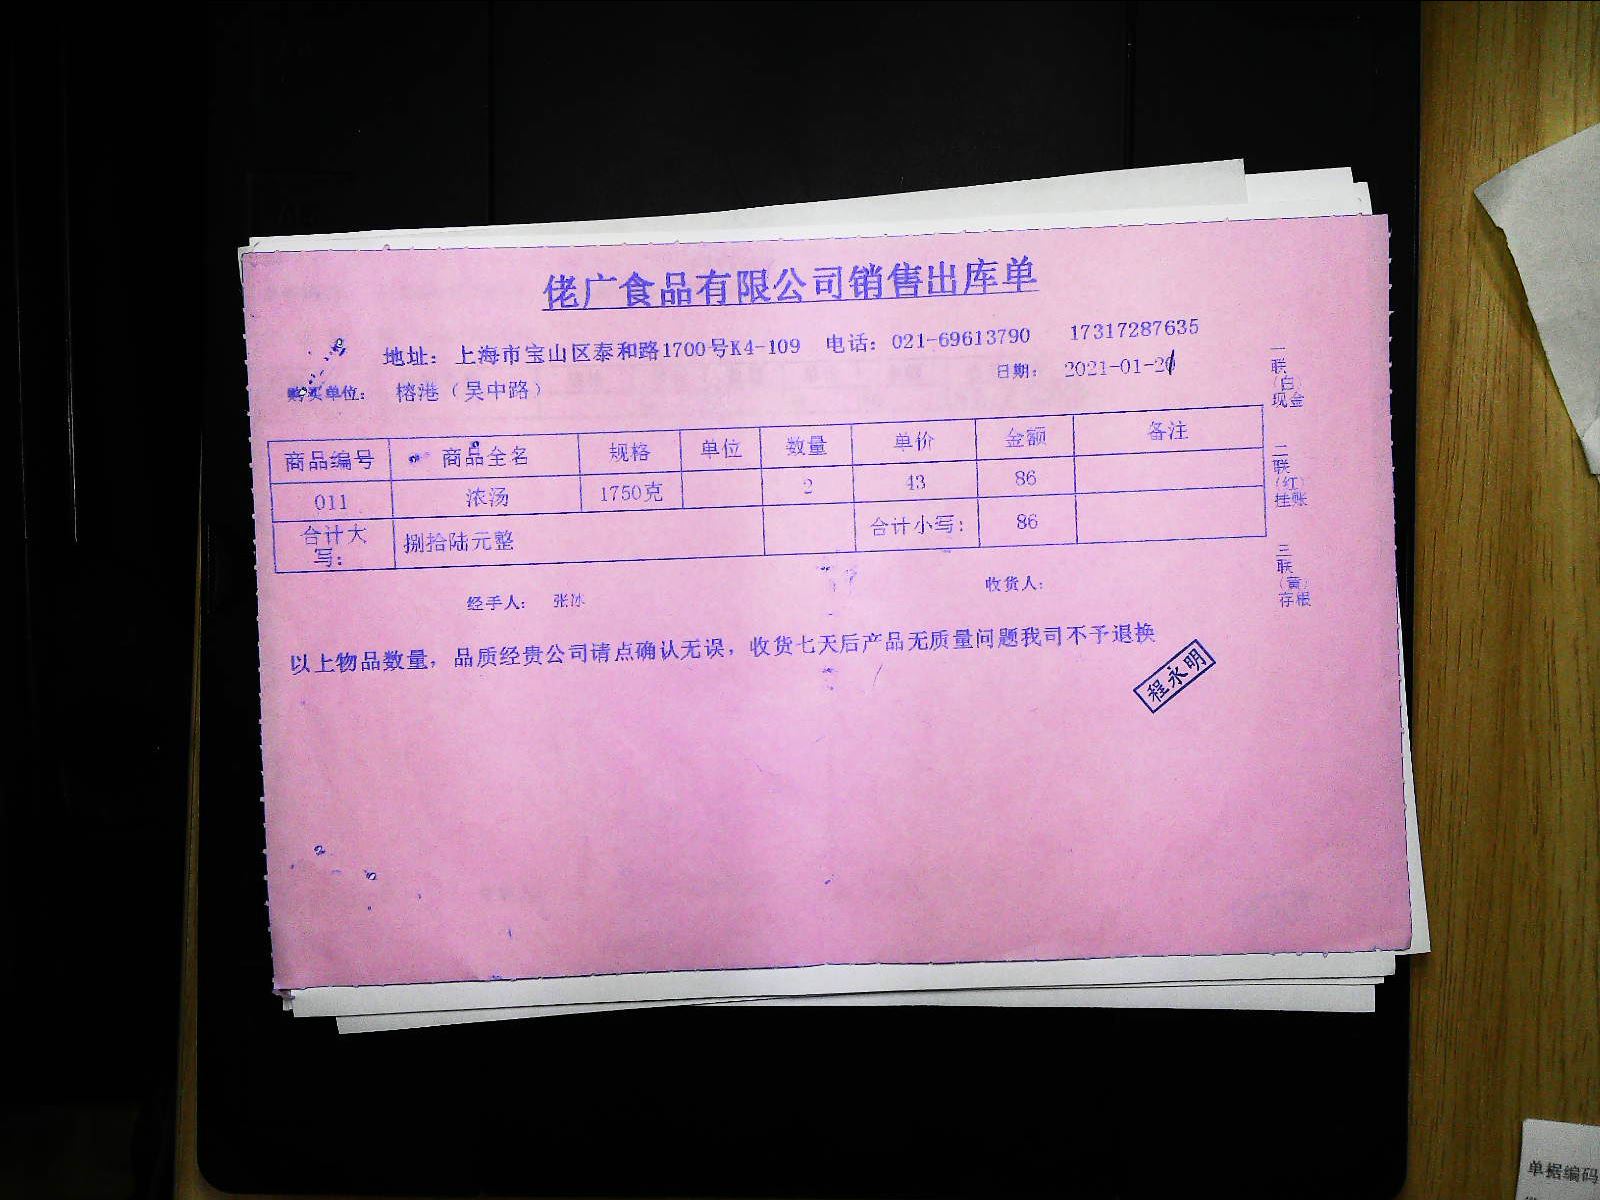 佬广食品有限公司销售出库单
地址：上海市宝山区泰和路1700号K4-109 电话：021-69613790 17317287635
购买单位： 榕港（吴中路） 日期： 2021-01-20
商品编号 商品全名 规格 单位 数量 单价 金额 备注
011 浓汤 1750克 2 43 86
合计大写： 捌拾陆元整 合计小写： 86
经手人： 张冰 收货人：
以上物品数量，品质经贵公司请点确认无误，收货七天后产品无质量问题我司不予退换
程永明
一联（白）现金
二联（红）挂账
三联（黄）存根
单据编码